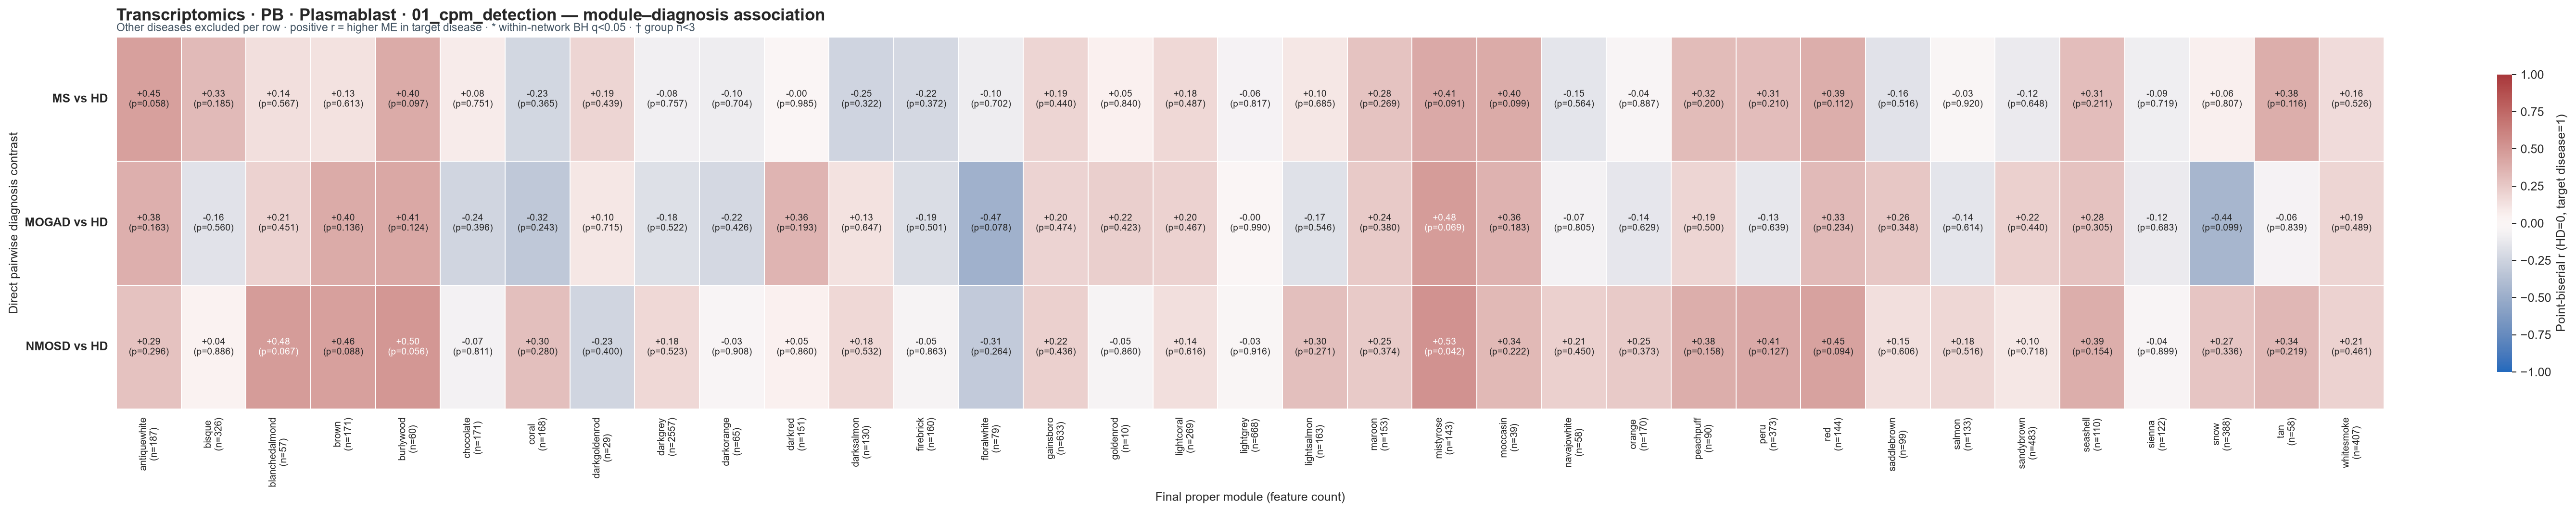 Transcriptomics · PB · Plasmablast · 01_cpm_detection — module–diagnosis association
Other diseases excluded per row · positive r = higher ME in target disease · * within-network BH q<0.05 · † group n<3
Direct pairwise diagnosis contrast
MS vs HD
+0.45 +0.33 +0.14 +0.13 +0.40 +0.08 -0.23 +0.19 -0.08 -0.10 -0.00 -0.25 -0.22 -0.10 +0.19 +0.05 +0.18 -0.06 +0.10 +0.28 +0.41 +0.40 -0.15 -0.04 +0.32 +0.31 +0.39 -0.16 -0.03 -0.12 +0.31 -0.09 +0.06 +0.38 +0.16
(p=0.058) (p=0.185) (p=0.567) (p=0.613) (p=0.097) (p=0.751) (p=0.365) (p=0.439) (p=0.757) (p=0.704) (p=0.985) (p=0.322) (p=0.372) (p=0.702) (p=0.440) (p=0.840) (p=0.487) (p=0.817) (p=0.685) (p=0.269) (p=0.091) (p=0.099) (p=0.564) (p=0.887) (p=0.200) (p=0.210) (p=0.112) (p=0.516) (p=0.920) (p=0.648) (p=0.211) (p=0.719) (p=0.807) (p=0.116) (p=0.526)
MOGAD vs HD
+0.38 -0.16 +0.21 +0.40 +0.41 -0.24 -0.32 +0.10 -0.18 -0.22 +0.36 +0.13 -0.19 -0.47 +0.20 +0.22 +0.20 -0.00 -0.17 +0.24 +0.48 +0.36 -0.07 -0.14 +0.19 -0.13 +0.33 +0.26 -0.14 +0.22 +0.28 -0.12 -0.44 -0.06 +0.19
(p=0.163) (p=0.560) (p=0.451) (p=0.136) (p=0.124) (p=0.396) (p=0.243) (p=0.715) (p=0.522) (p=0.426) (p=0.193) (p=0.647) (p=0.501) (p=0.078) (p=0.474) (p=0.423) (p=0.467) (p=0.990) (p=0.546) (p=0.380) (p=0.069) (p=0.183) (p=0.805) (p=0.629) (p=0.500) (p=0.639) (p=0.234) (p=0.348) (p=0.614) (p=0.440) (p=0.305) (p=0.683) (p=0.099) (p=0.839) (p=0.489)
NMOSD vs HD
+0.29 +0.04 +0.48 +0.46 +0.50 -0.07 +0.30 -0.23 +0.18 -0.03 +0.05 +0.18 -0.05 -0.31 +0.22 -0.05 +0.14 -0.03 +0.30 +0.25 +0.53 +0.34 +0.21 +0.25 +0.38 +0.41 +0.45 +0.15 +0.18 +0.10 +0.39 -0.04 +0.27 +0.34 +0.21
(p=0.296) (p=0.886) (p=0.067) (p=0.088) (p=0.056) (p=0.811) (p=0.280) (p=0.400) (p=0.523) (p=0.908) (p=0.860) (p=0.532) (p=0.863) (p=0.264) (p=0.436) (p=0.860) (p=0.616) (p=0.916) (p=0.271) (p=0.374) (p=0.042) (p=0.222) (p=0.450) (p=0.373) (p=0.158) (p=0.127) (p=0.094) (p=0.606) (p=0.516) (p=0.718) (p=0.154) (p=0.899) (p=0.336) (p=0.219) (p=0.461)
antiquewhite
(n=187)
bisque
(n=326)
blanchedalmond
(n=57)
brown
(n=171)
burlywood
(n=60)
chocolate
(n=171)
coral
(n=168)
darkgoldenrod
(n=29)
darkgrey
(n=2557)
darkorange
(n=65)
darkred
(n=151)
darksalmon
(n=130)
firebrick
(n=160)
floralwhite
(n=79)
gainsboro
(n=633)
goldenrod
(n=10)
lightcoral
(n=269)
lightgrey
(n=668)
lightsalmon
(n=163)
maroon
(n=153)
mistyrose
(n=143)
moccasin
(n=39)
navajowhite
(n=58)
orange
(n=170)
peachpuff
(n=90)
peru
(n=373)
red
(n=144)
saddlebrown
(n=99)
salmon
(n=133)
sandybrown
(n=483)
seashell
(n=110)
sienna
(n=122)
snow
(n=388)
tan
(n=58)
whitesmoke
(n=407)
Final proper module (feature count)
1.00
0.75
0.50
0.25
0.00
−0.25
−0.50
−0.75
−1.00
Point-biserial r (HD=0, target disease=1)